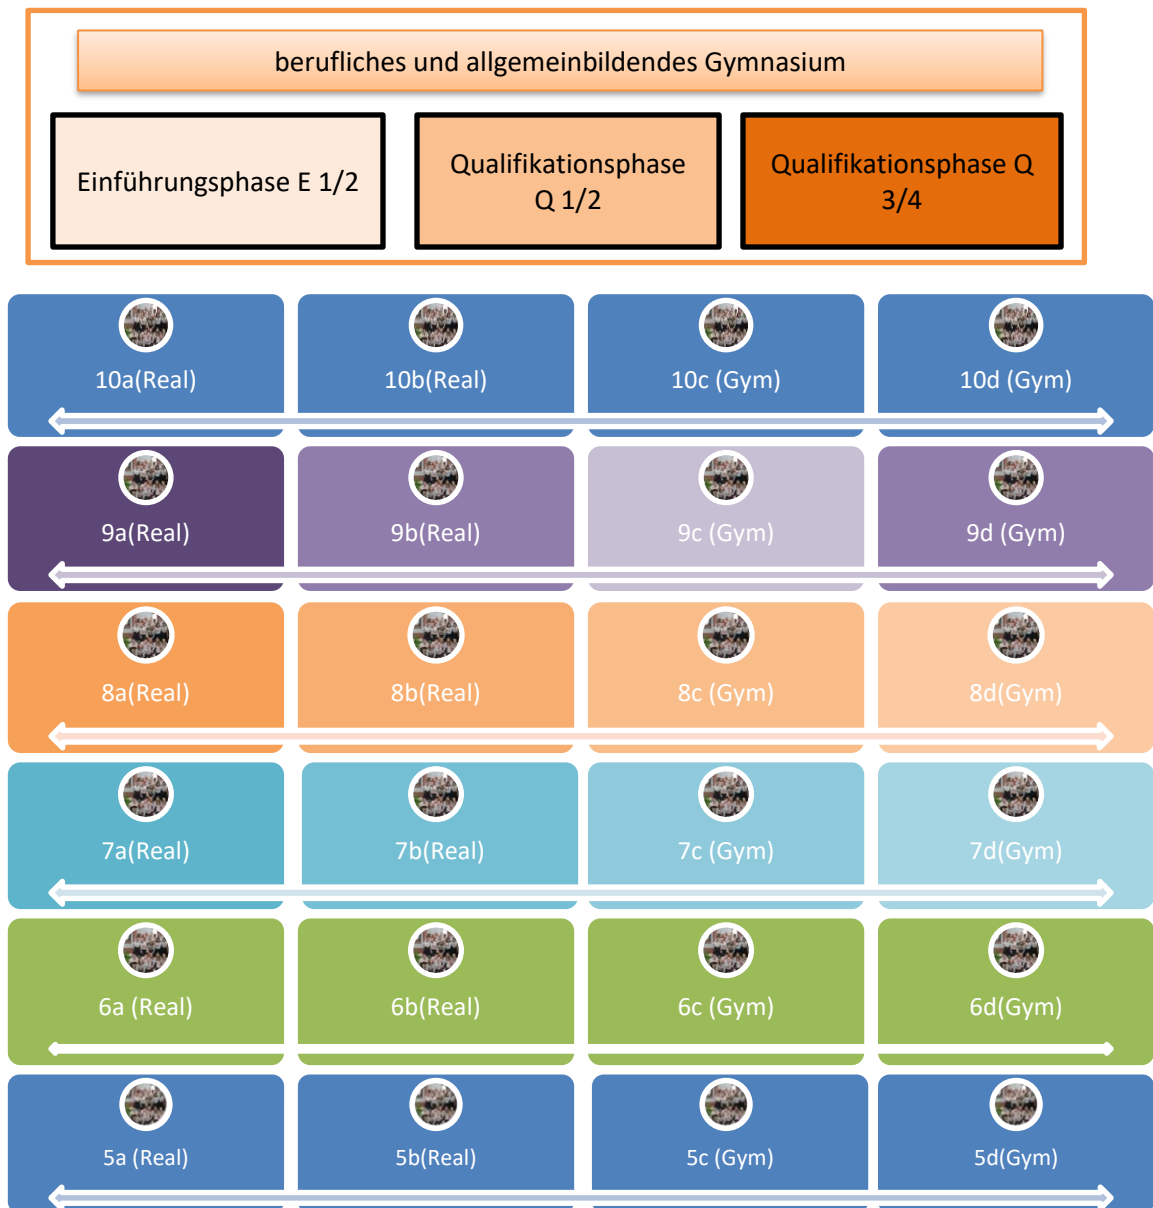 berufliches und allgemeinbildendes Gymnasium
Einführungsphase E 1/2
Qualifikationsphase
Q 1/2
Qualifikationsphase Q
3/4
10a(Real)
10b(Real)
10c (Gym)
10d (Gym)
9a(Real)
9b(Real)
9c (Gym)
9d (Gym)
8a(Real)
8b(Real)
8c (Gym)
8d(Gym)
7a(Real)
7b(Real)
7c (Gym)
7d(Gym)
6a (Real)
6b(Real)
6c (Gym)
6d(Gym)
5a (Real)
5b(Real)
5c (Gym)
5d(Gym)